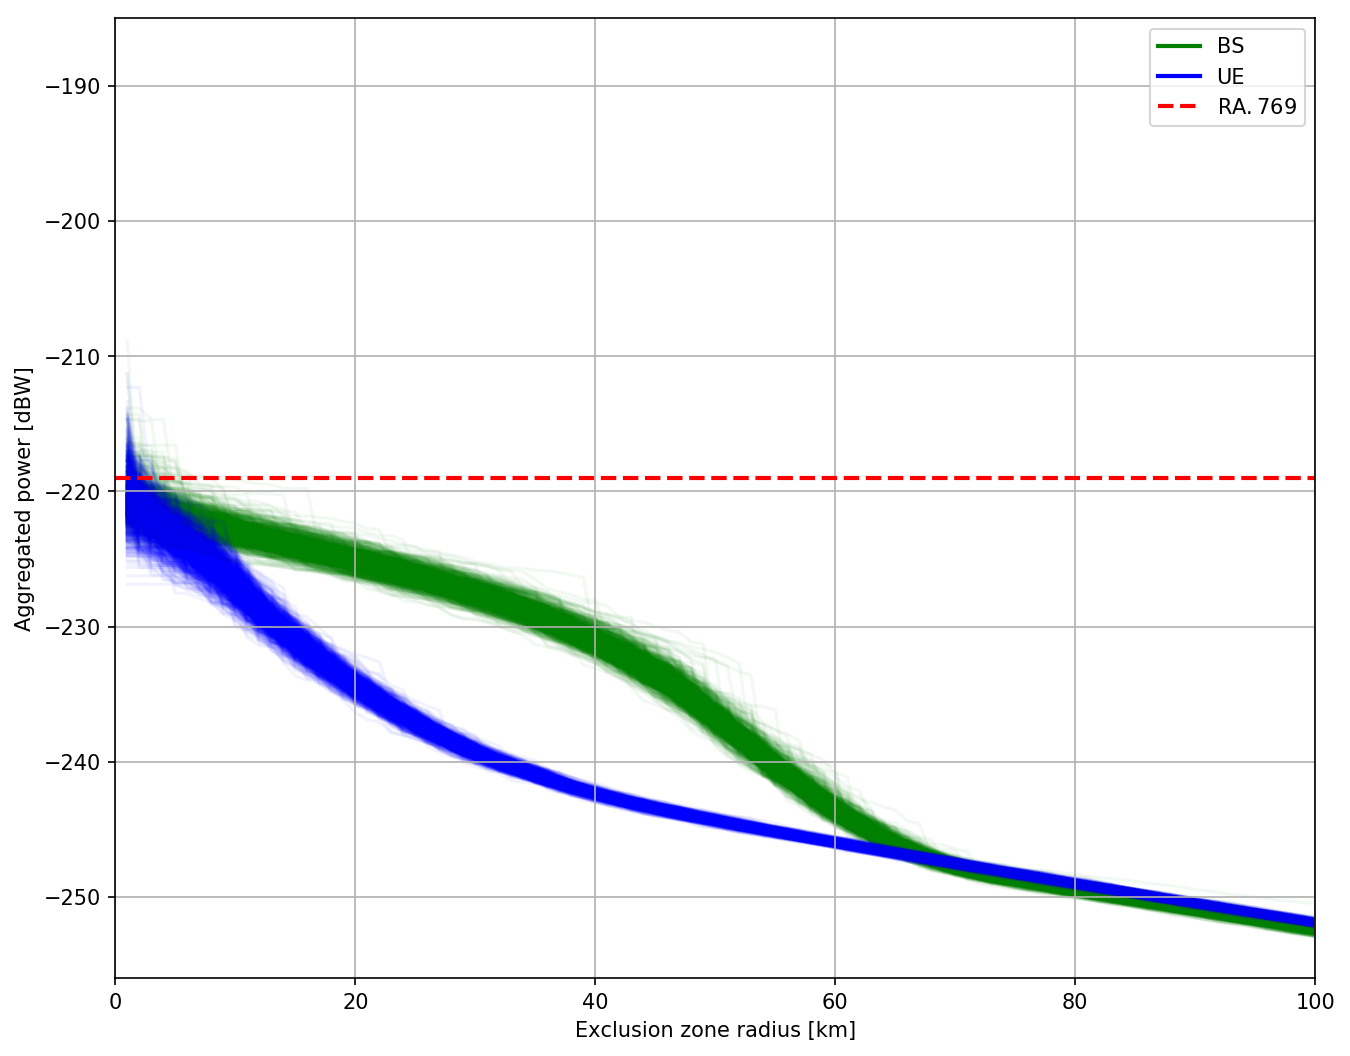 BS
UE
RA. 769
Aggregated power [dBW]
−190
−200
−210
−220
−230
−240
−250
0 20 40 60 80 100
Exclusion zone radius [km]